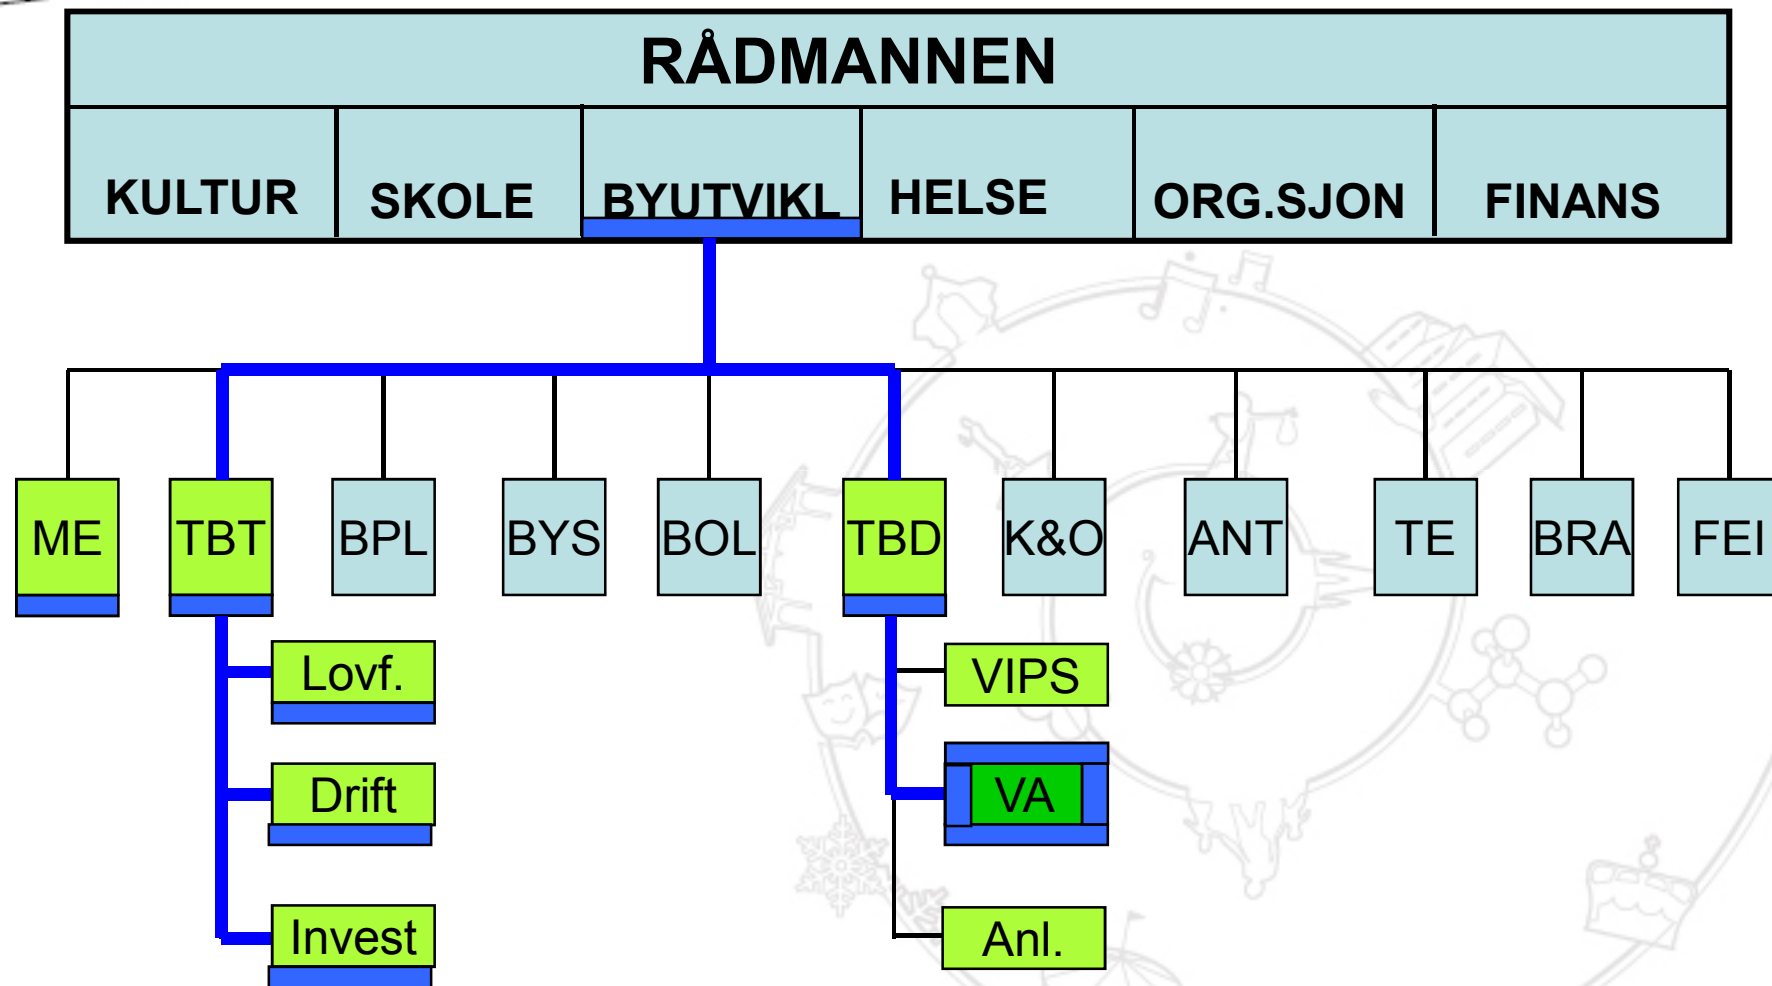 RÅDMANNEN
KULTUR SKOLE BYUTVIKL HELSE ORG.SJON FINANS
ME TBT BPL BYS BOL TBD K&O ANT TE BRA FEI
Lovf. VIPS
Drift VA
Invest Anl.